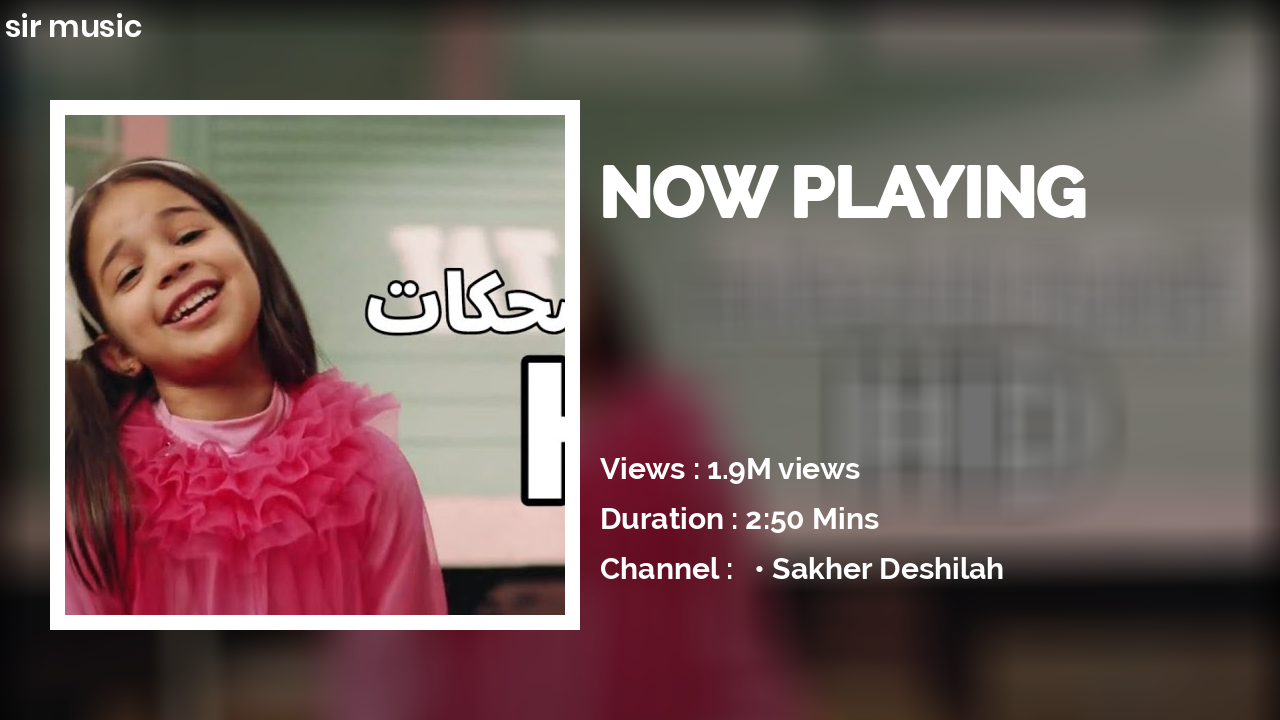 sir music
NOW PLAYING
Views : 1.9M views
Duration : 2:50 Mins
Channel : • Sakher Deshilah